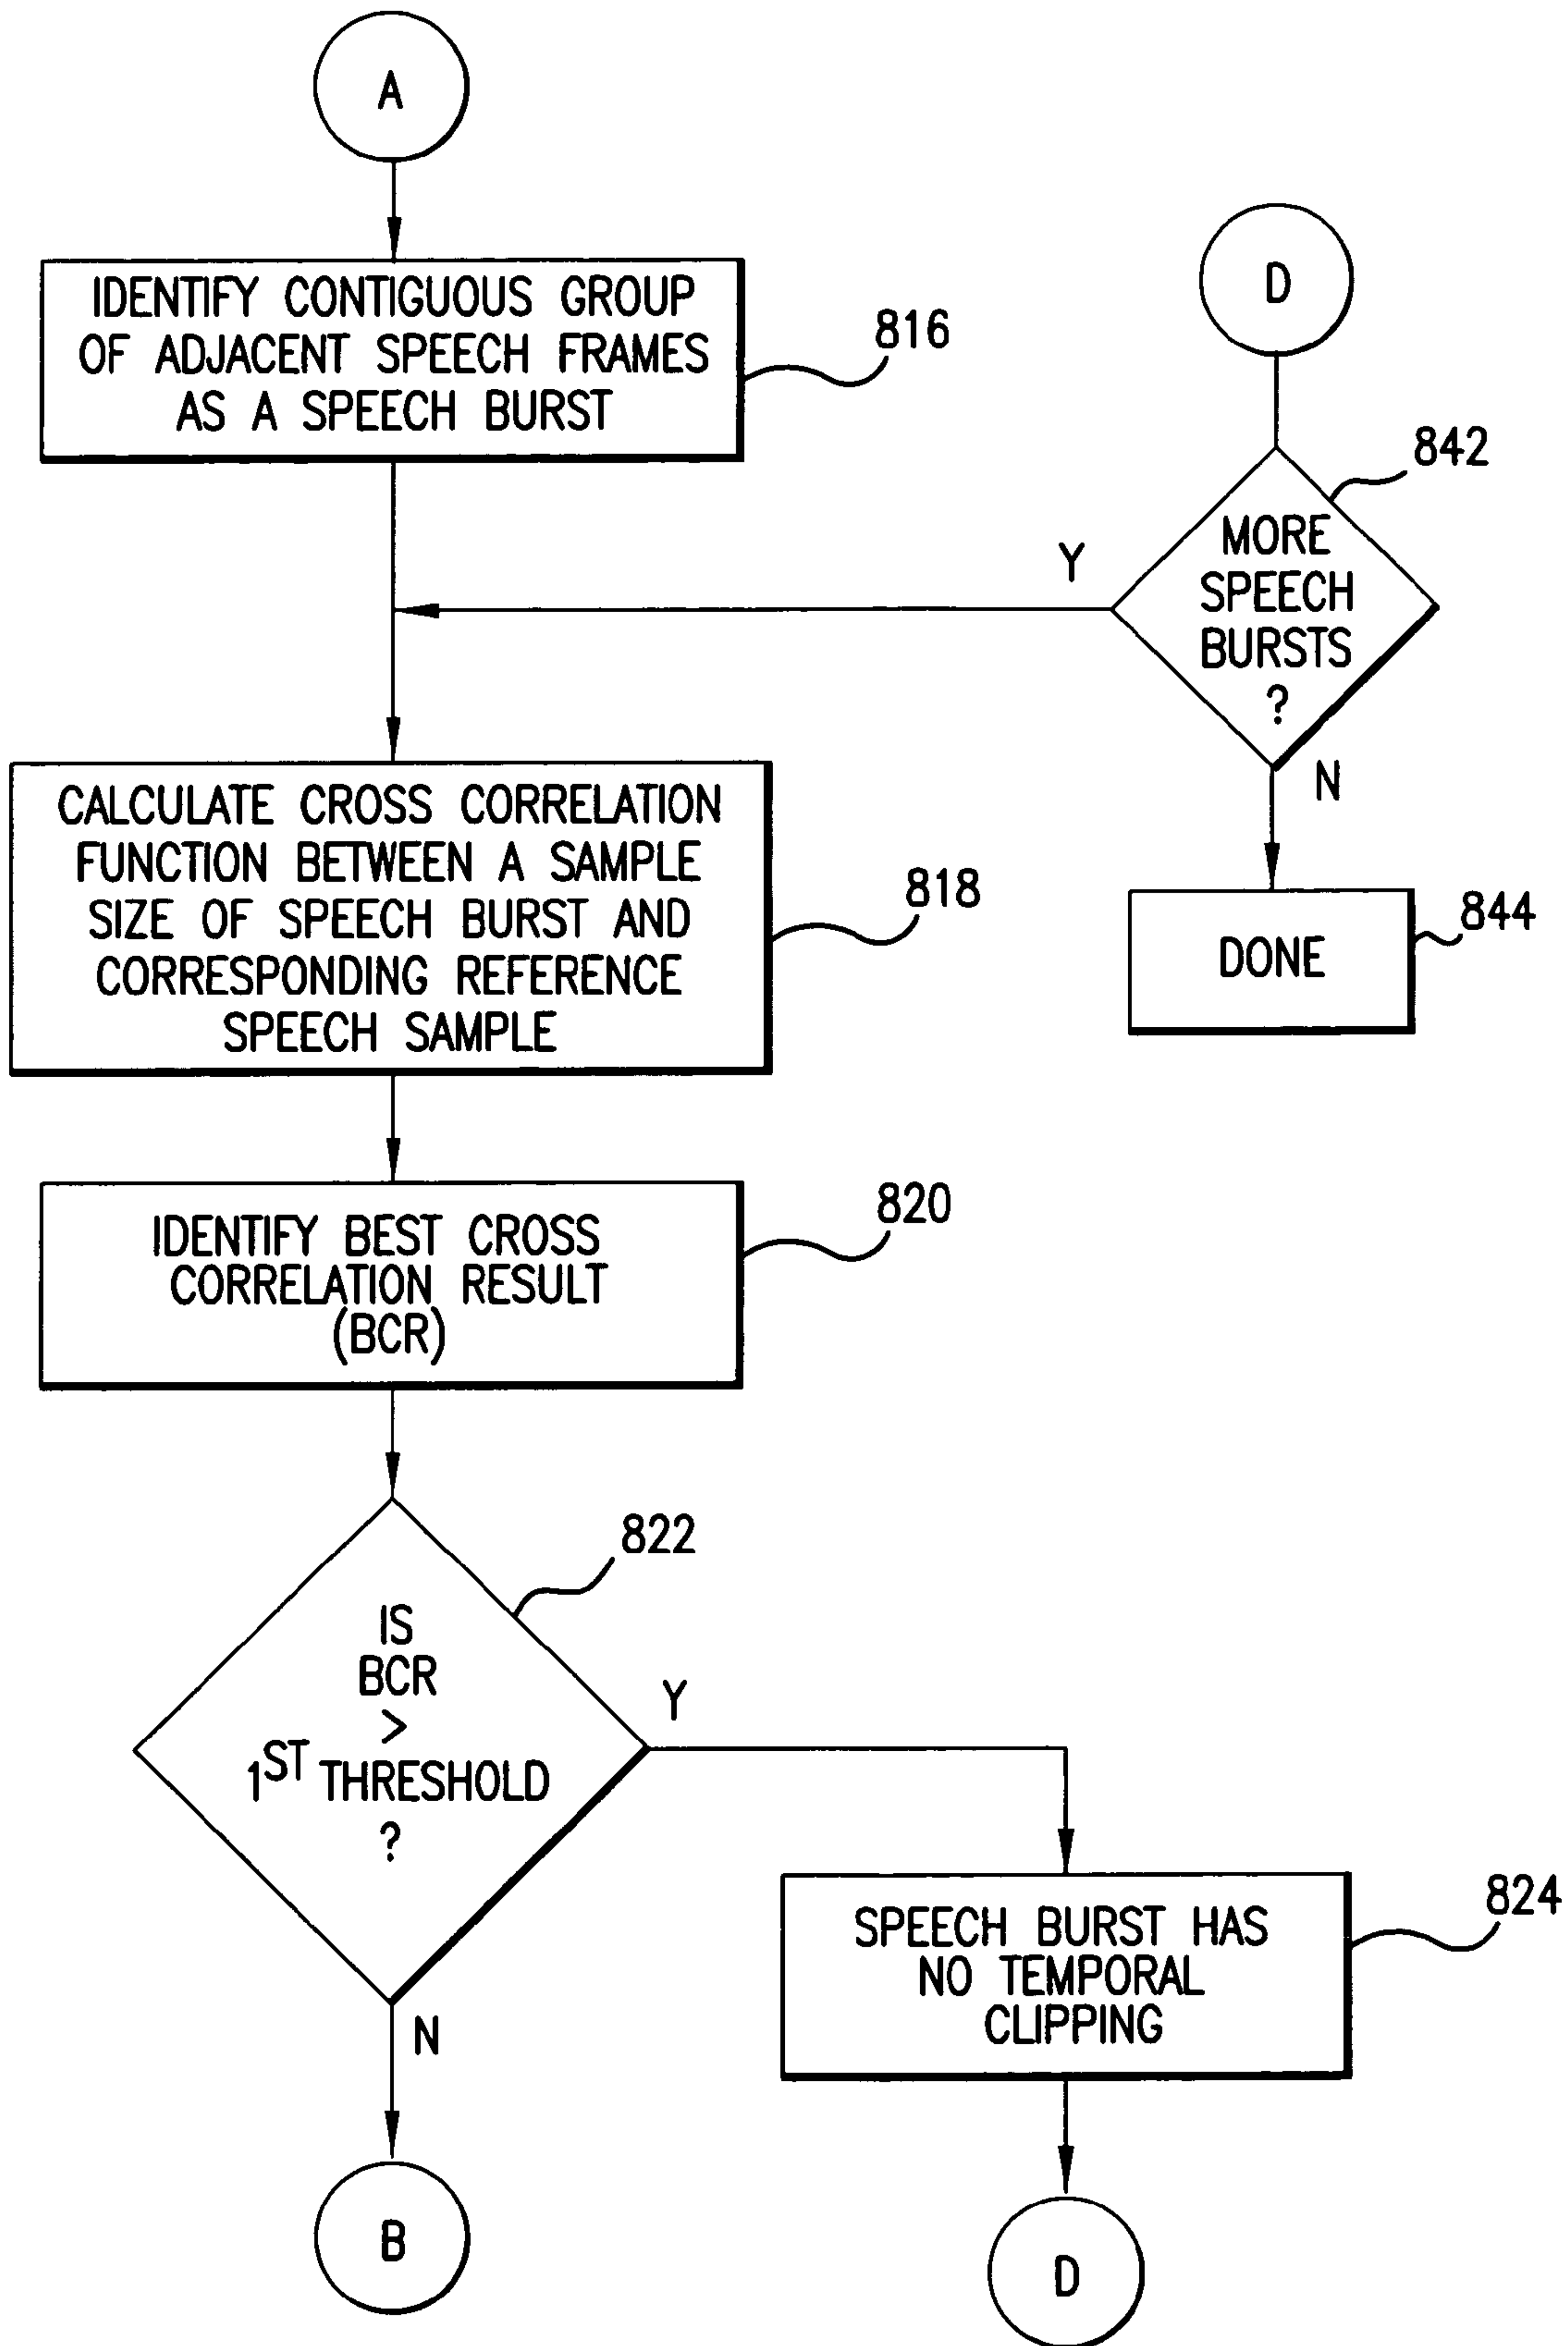 A
IDENTIFY CONTIGUOUS GROUP
OF ADJACENT SPEECH FRAMES
AS A SPEECH BURST
816
D
842
MORE
SPEECH
BURSTS
?
Y
N
CALCULATE CROSS CORRELATION
FUNCTION BETWEEN A SAMPLE
SIZE OF SPEECH BURST AND
CORRESPONDING REFERENCE
SPEECH SAMPLE
818
DONE
844
IDENTIFY BEST CROSS
CORRELATION RESULT
(BCR)
820
822
IS
BCR
>
1ST THRESHOLD
?
Y
N
SPEECH BURST HAS
NO TEMPORAL
CLIPPING
824
B
D